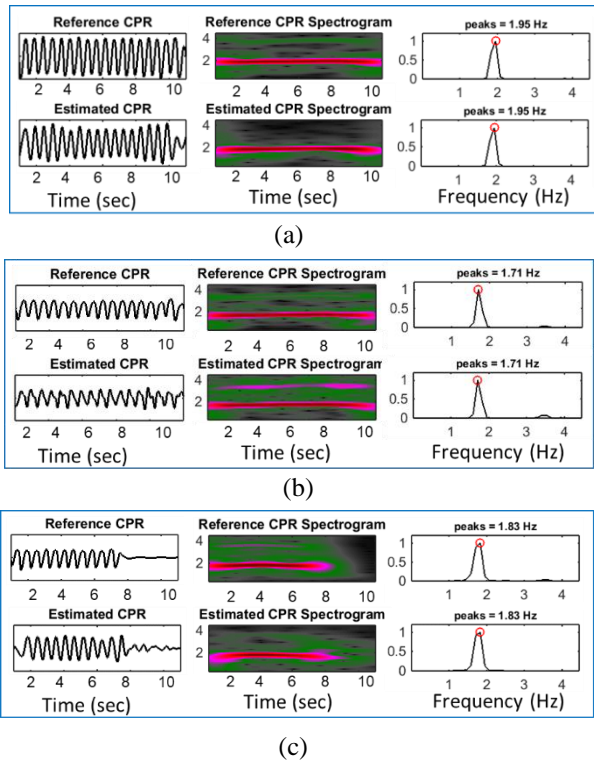 Reference CPR Reference CPR Spectrogram peaks = 1.95 Hz
4
2
1
0.5
0
2 4 6 8 10 2 4 6 8 10 1 2 3 4
Estimated CPR Estimated CPR Spectrogram peaks = 1.95 Hz
4
2
1
0.5
0
2 4 6 8 10 2 4 6 8 10 1 2 3 4
Time (sec) Time (sec) Frequency (Hz)
(a)
Reference CPR Reference CPR Spectrogram peaks = 1.71 Hz
4
2
1
0.5
0
2 4 6 8 10 2 4 6 8 10 1 2 3 4
Estimated CPR Estimated CPR Spectrogram peaks = 1.71 Hz
4
2
1
0.5
0
2 4 6 8 10 2 4 6 8 10 1 2 3 4
Time (sec) Time (sec) Frequency (Hz)
(b)
Reference CPR Reference CPR Spectrogram peaks = 1.83 Hz
4
2
1
0.5
0
2 4 6 8 10 2 4 6 8 10 1 2 3 4
Estimated CPR Estimated CPR Spectrogram peaks = 1.83 Hz
4
2
1
0.5
0
2 4 6 8 10 2 4 6 8 10 1 2 3 4
Time (sec) Time (sec) Frequency (Hz)
(c)